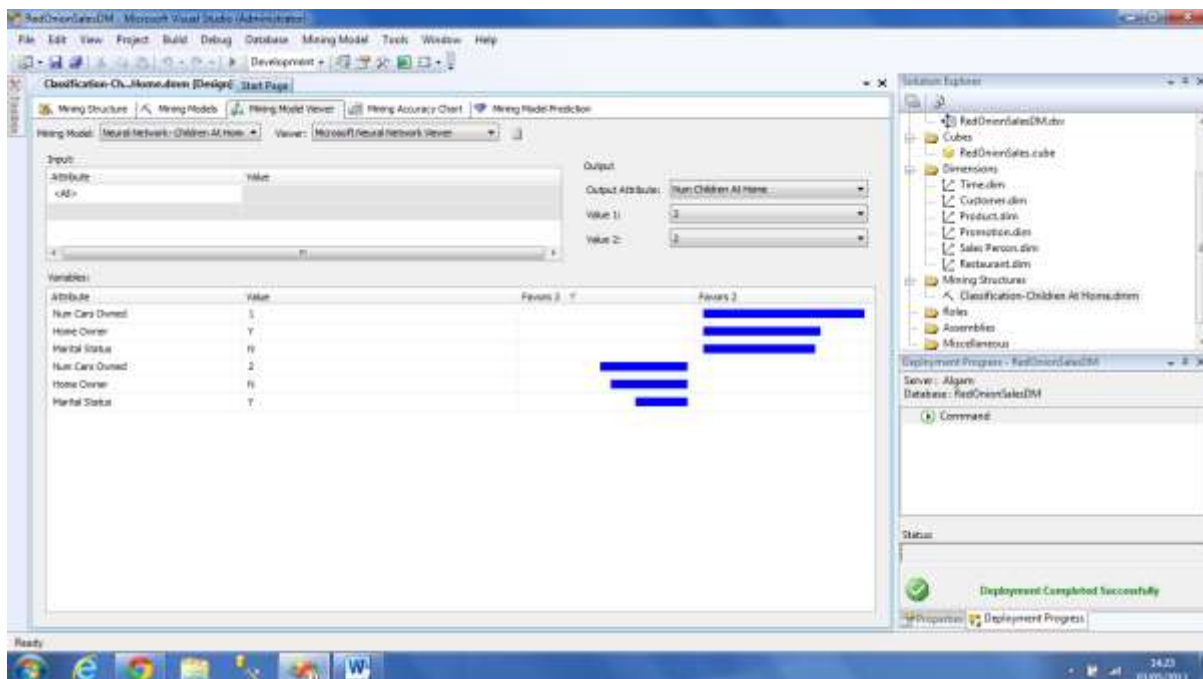 RedOnionSalesDM - Microsoft Visual Studio (Administrator)
File Edit View Project Build Debug Database Mining Model Tools Window Help
Development
Classification-Ch...Home.dmm [Design] Start Page
Mining Structure Mining Models Mining Model Viewer Mining Accuracy Chart Mining Model Prediction
Mining Model: Neural Network- Children At Hom Viewer: Microsoft Neural Network Viewer
Input:
Attribute Value
<All>
Output
Output Attribute: Num Children At Home
Value 1:
Value 2: 2
Variables:
Attribute Value Favors Favors 2
Num Cars Owned 1
Home Owner Y
Marital Status N
Num Cars Owned 2
Home Owner N
Marital Status Y
Toolbox
Solution Explorer
RedOnionSalesDM.dsv
Cubes
RedOnionSales.cube
Dimensions
Time.dim
Customer.dim
Product.dim
Promotion.dim
Sales Person.dim
Restaurant.dim
Mining Structures
Classification-Children At Home.dmm
Roles
Assemblies
Miscellaneous
Deployment Progress - RedOnionSalesDM
Server : Algam
Database : RedOnionSalesDM
Command
Status:
Deployment Completed Successfully
Properties Deployment Progress
Ready
14:23